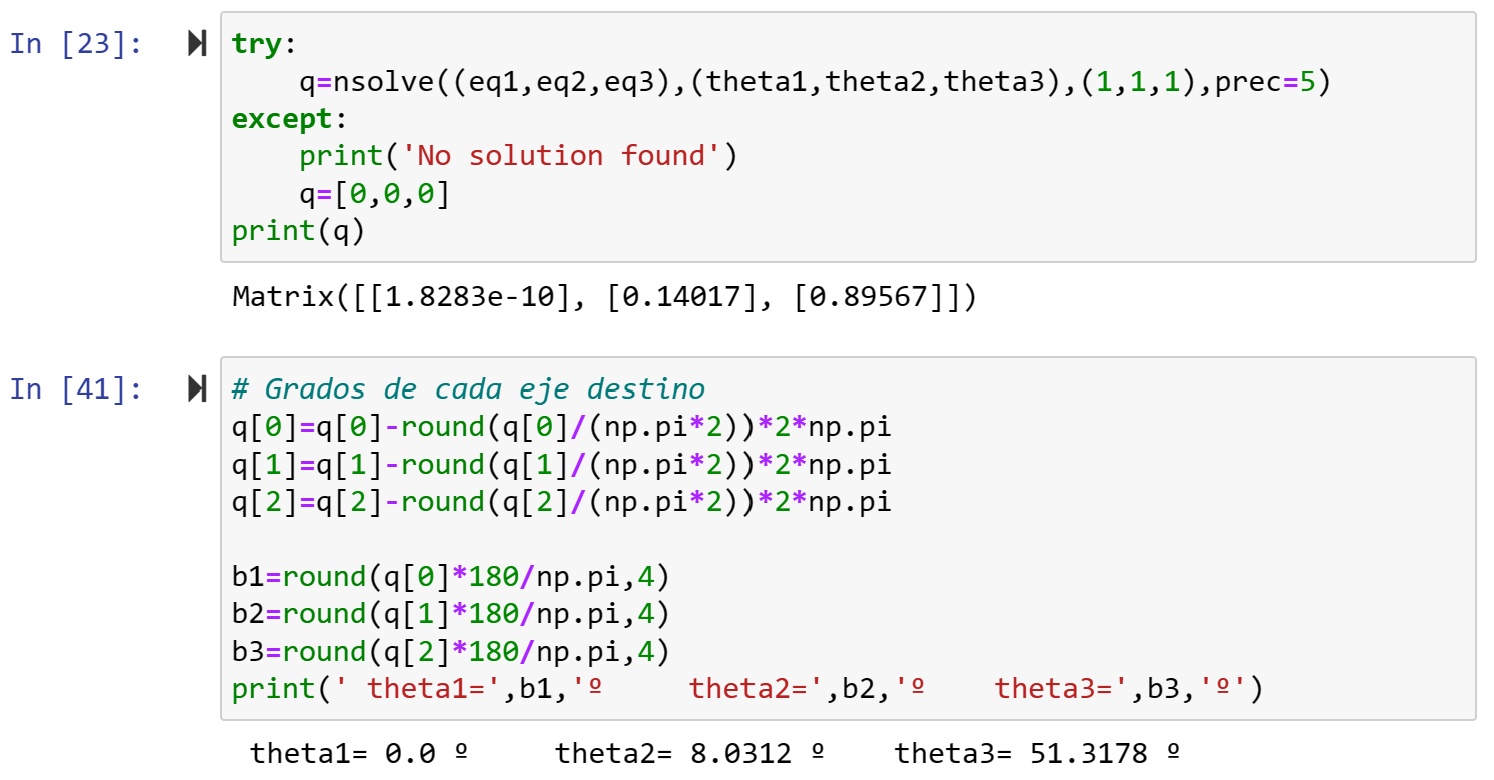 In [23]:
try:
    q=nsolve((eq1,eq2,eq3),(theta1,theta2,theta3),(1,1,1),prec=5)
except:
    print('No solution found')
    q=[0,0,0]
print(q)
Matrix([[1.8283e-10], [0.14017], [0.89567]])
In [41]:
# Grados de cada eje destino
q[0]=q[0]-round(q[0]/(np.pi*2))*2*np.pi
q[1]=q[1]-round(q[1]/(np.pi*2))*2*np.pi
q[2]=q[2]-round(q[2]/(np.pi*2))*2*np.pi

b1=round(q[0]*180/np.pi,4)
b2=round(q[1]*180/np.pi,4)
b3=round(q[2]*180/np.pi,4)
print(' theta1=',b1,'º     theta2=',b2,'º    theta3=',b3,'º')
 theta1= 0.0 º     theta2= 8.0312 º    theta3= 51.3178 º